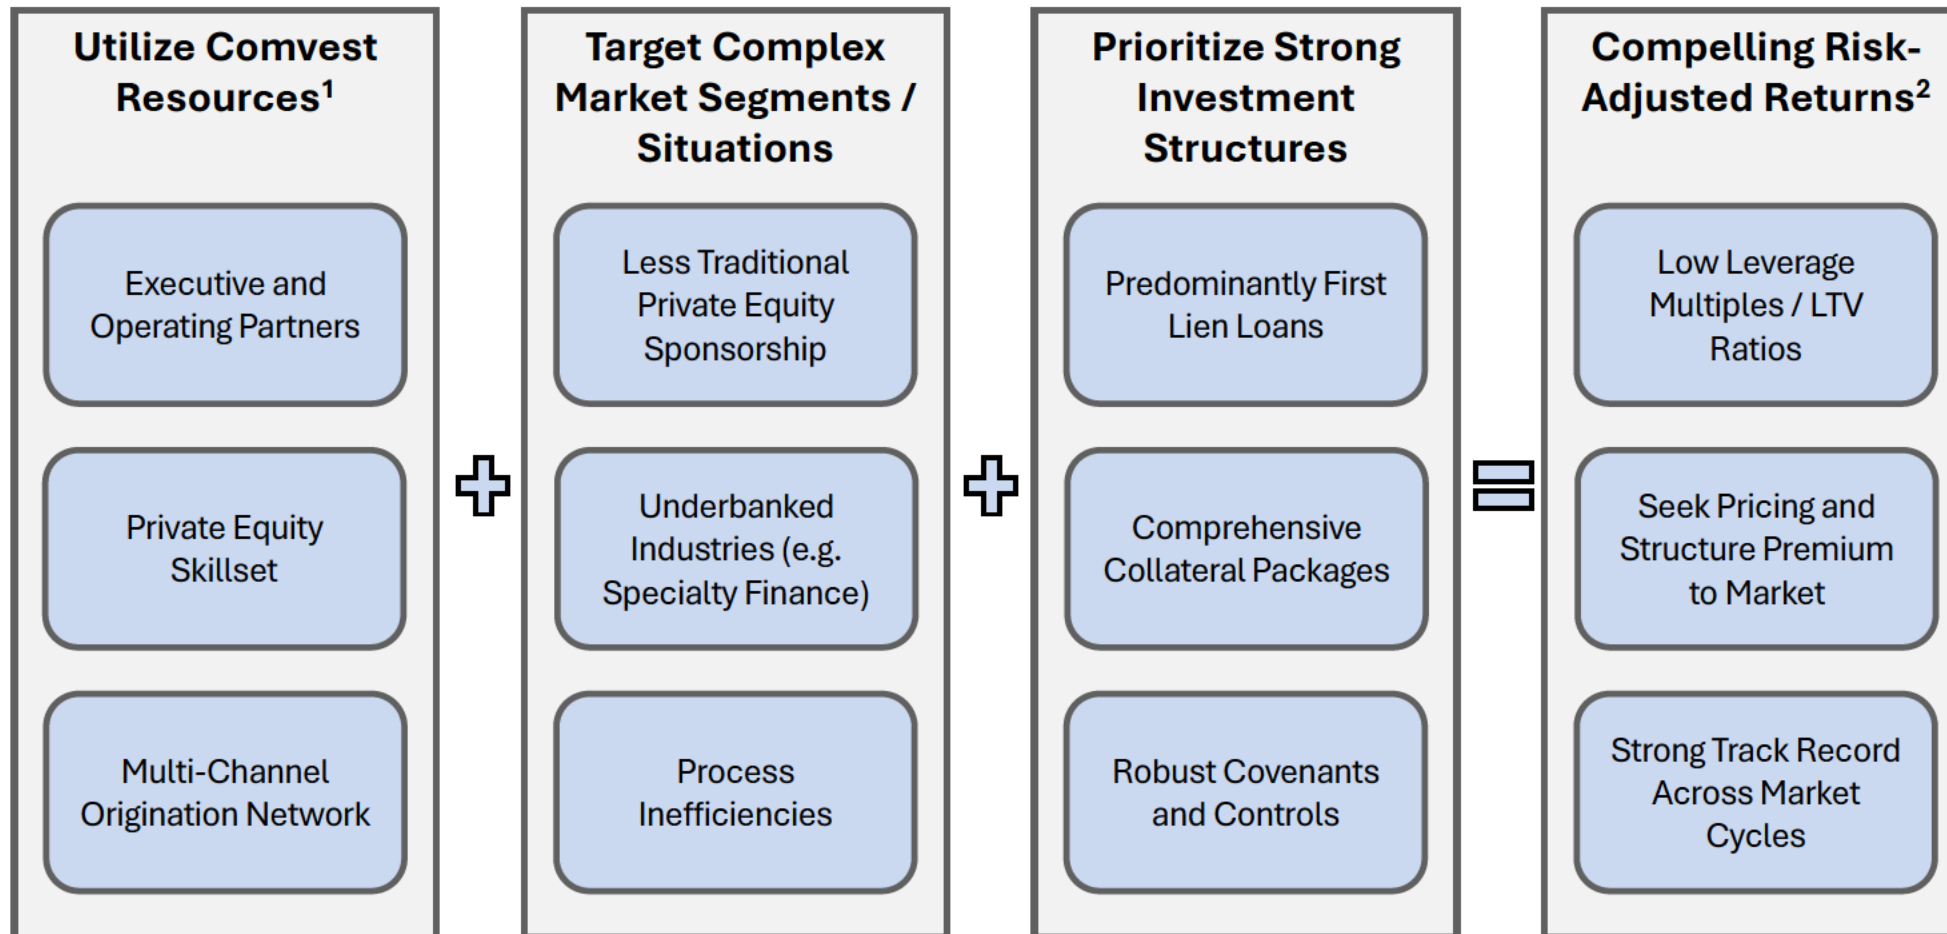 Utilize Comvest
Resources¹
Executive and
Operating Partners
Private Equity
Skillset
Multi-Channel
Origination Network
Target Complex
Market Segments /
Situations
Less Traditional
Private Equity
Sponsorship
Underbanked
Industries (e.g.
Specialty Finance)
Process
Inefficiencies
Prioritize Strong
Investment
Structures
Predominantly First
Lien Loans
Comprehensive
Collateral Packages
Robust Covenants
and Controls
Compelling Risk-
Adjusted Returns²
Low Leverage
Multiples / LTV
Ratios
Seek Pricing and
Structure Premium
to Market
Strong Track Record
Across Market
Cycles